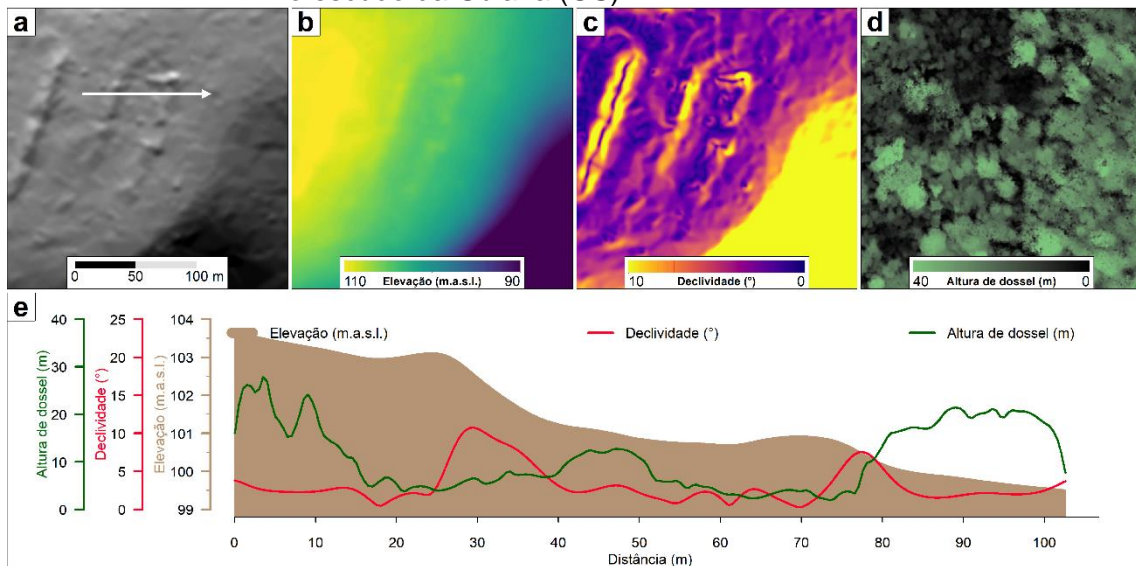 a
b
c
d
0 50 100 m
110 Elevação (m.a.s.l.) 90
10 Declividade (°) 0
40 Altura de dossel (m) 0
e
Elevação (m.a.s.l.)
Declividade (°)
Altura de dossel (m)
Altura de dossel (m)
0
10
20
30
40
Declividade (°)
0
5
10
15
20
25
Elevação (m.a.s.l.)
99
100
101
102
103
104
0 10 20 30 40 50 60 70 80 90 100
Distância (m)